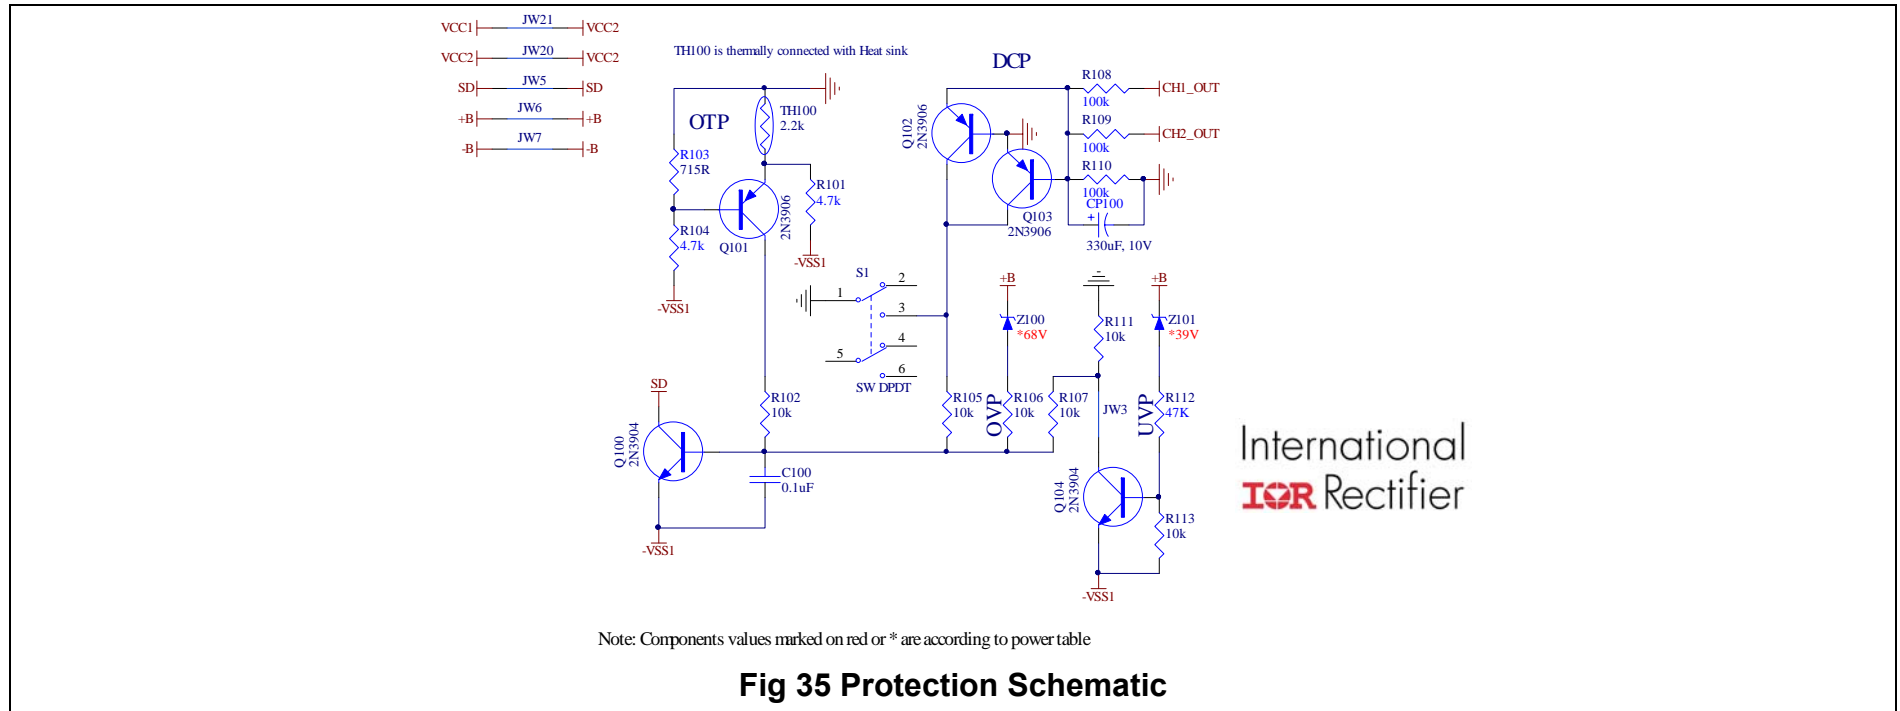 VCC1 JW21 VCC2
VCC2 JW20 VCC2
SD JW5 SD
+B JW6 +B
-B JW7 -B
TH100 is thermally connected with Heat sink
OTP
TH100
2.2k
R103
715R
R101
4.7k
R104
4.7k
Q101
2N3906
-VSS1
-VSS1
DCP
Q102
2N3906
R108
100k
CH1_OUT
R109
100k
CH2_OUT
R110
100k
CP100
+
330uF, 10V
Q103
2N3906
S1
1
2
3
4
5
6
SW DPDT
+B
Z100
*68V
R111
10k
+B
Z101
*39V
SD
Q100
2N3904
R102
10k
C100
0.1uF
-VSS1
R105
10k
OVP
R106
10k
R107
10k
JW3
UVP
R112
47K
Q104
2N3904
R113
10k
-VSS1
International
IOR Rectifier
Note: Components values marked on red or * are according to power table
Fig 35 Protection Schematic